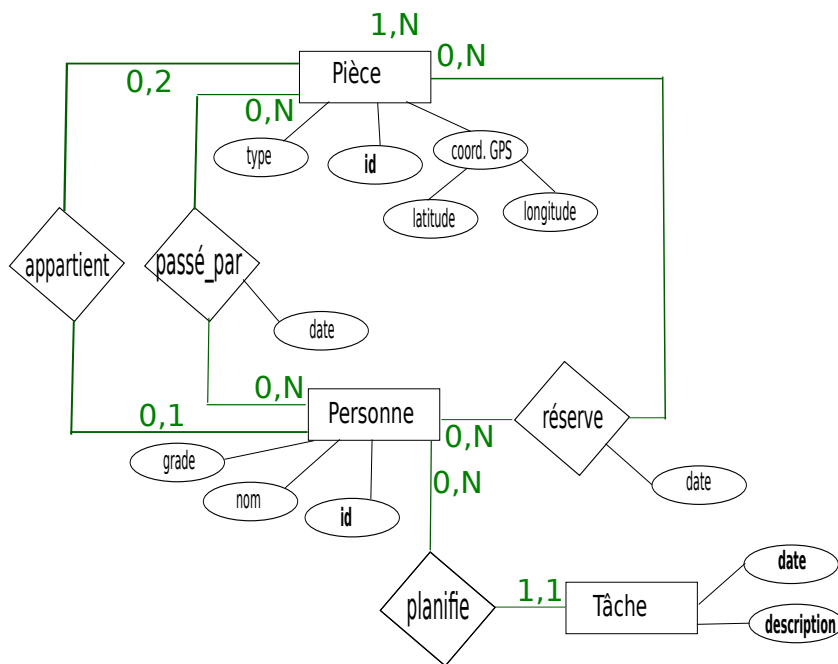 1,N
0,2
Pièce
0,N
0,N
type
id
coord. GPS
latitude
longitude
appartient
passé_par
date
0,N
0,1
Personne
0,N
réserve
grade
nom
id
0,N
date
planifie
1,1
Tâche
date
description